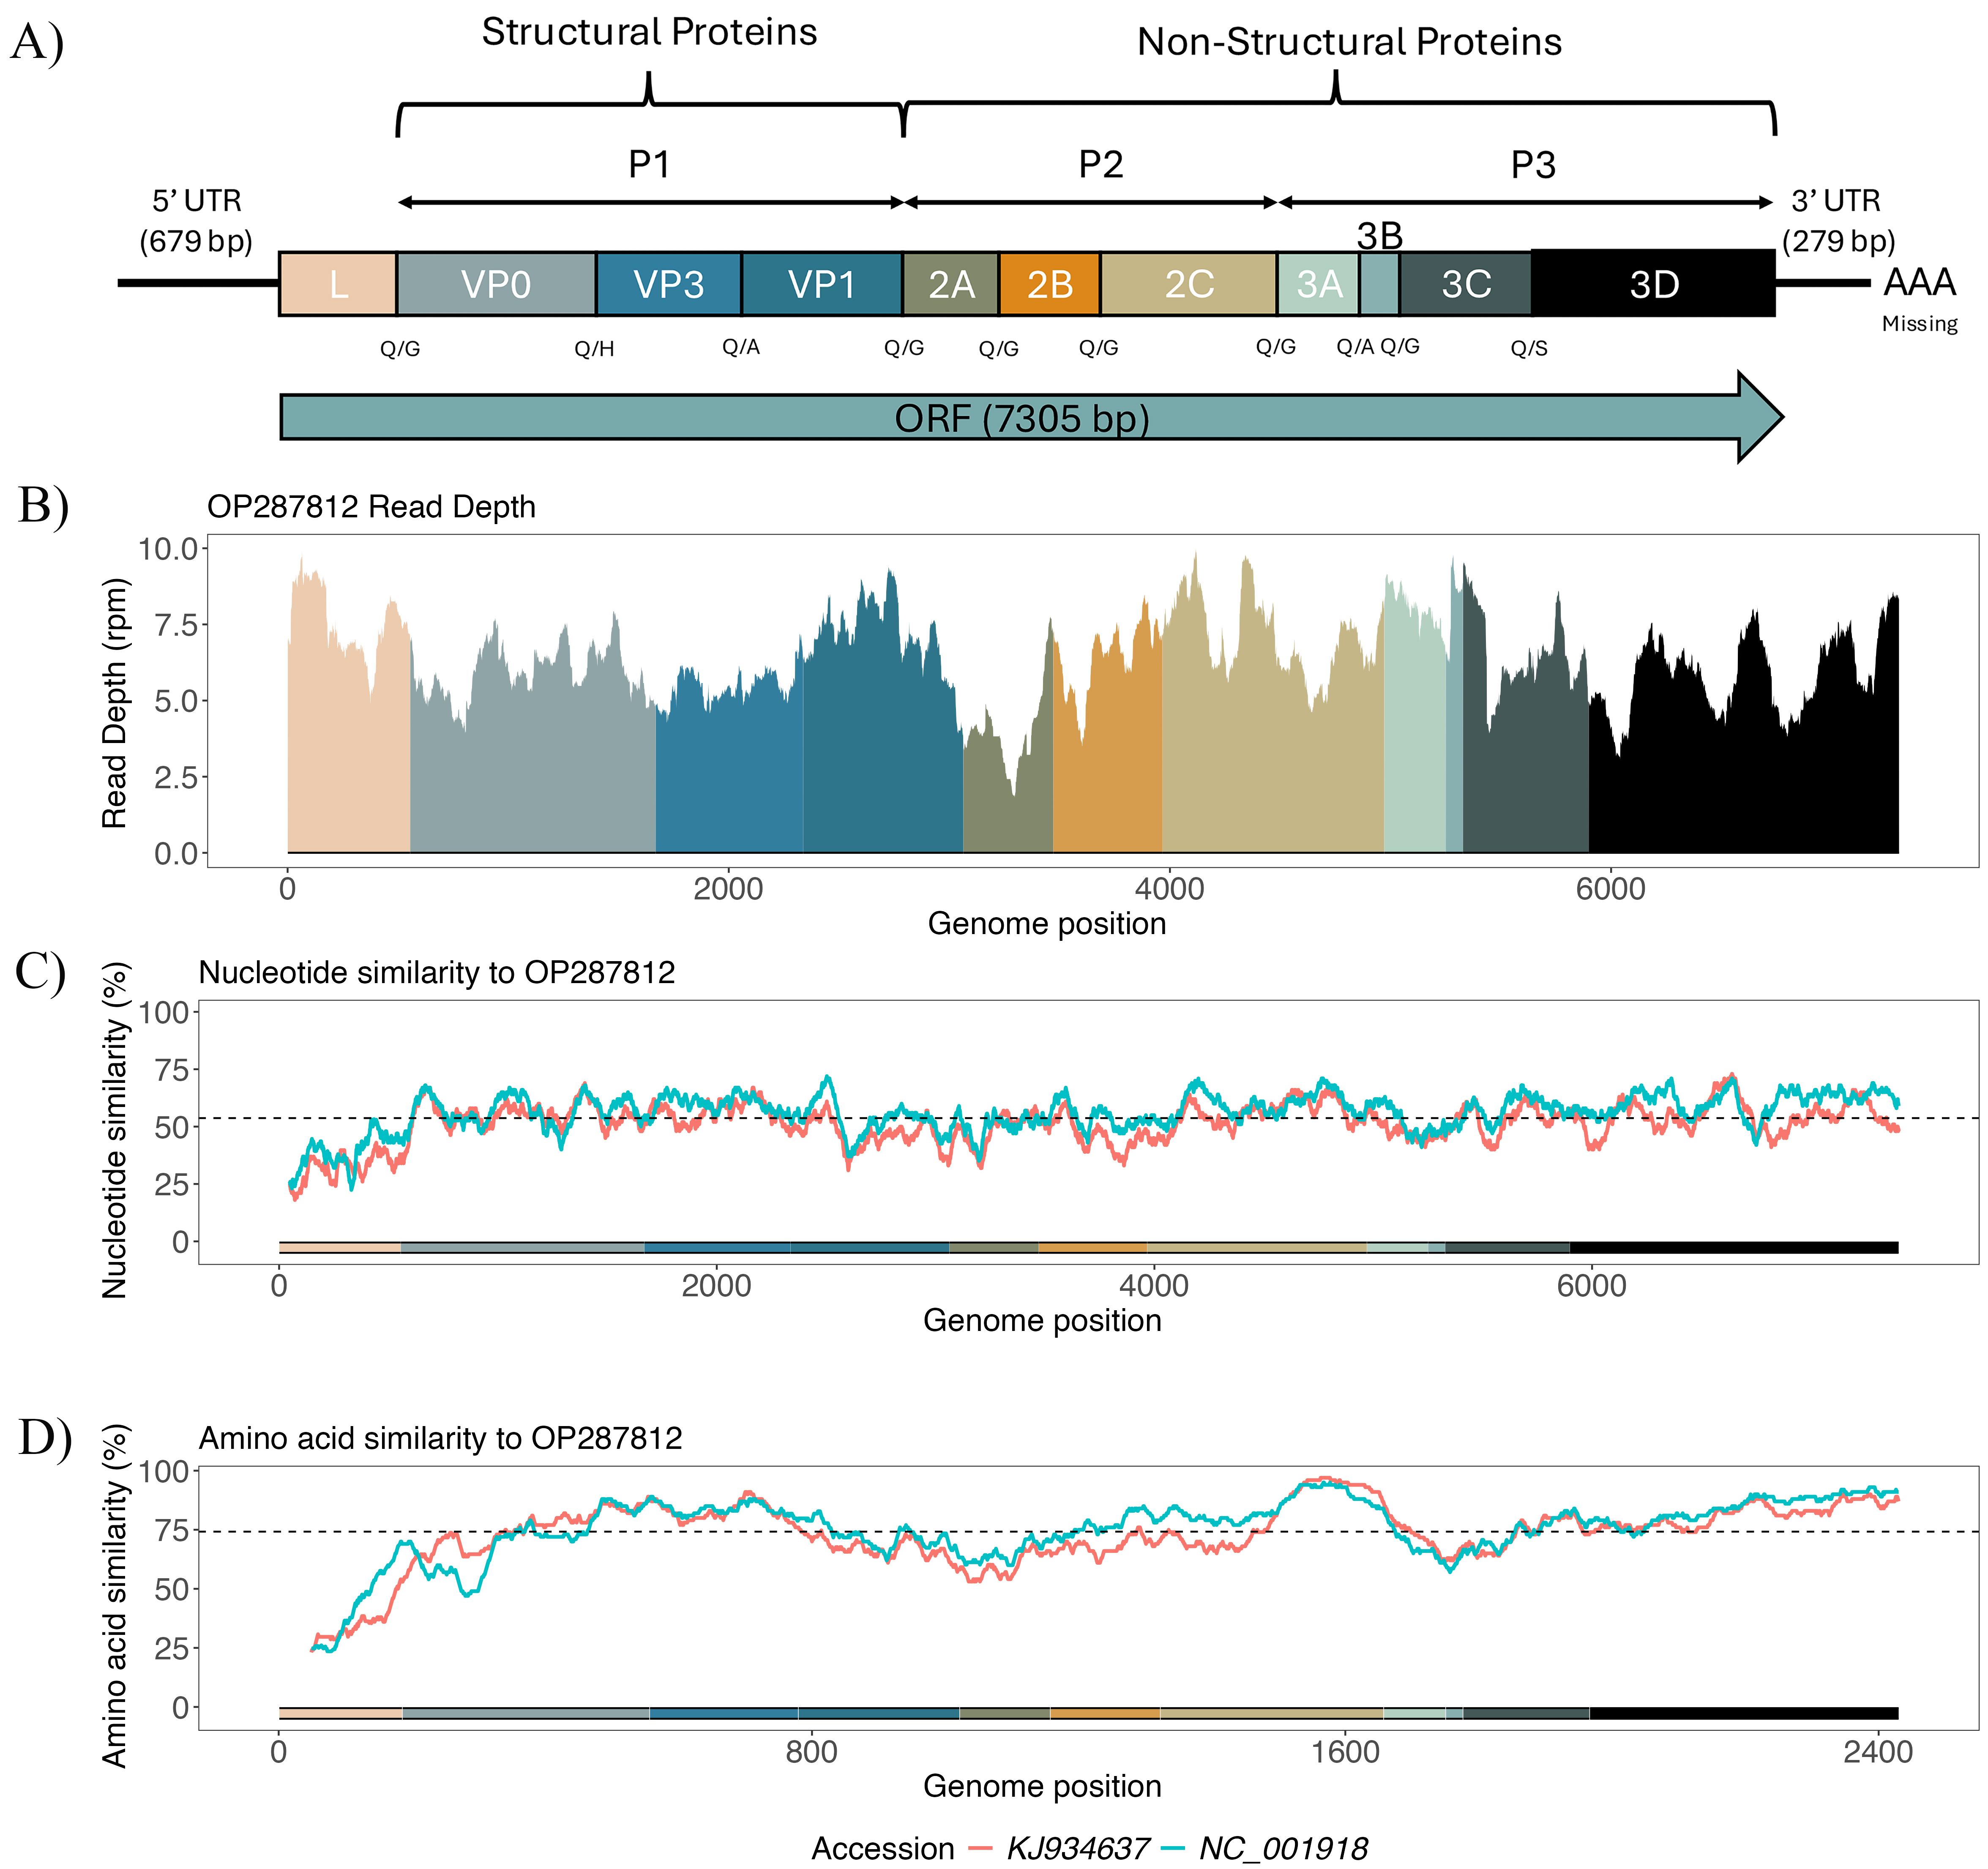 A)
Structural Proteins
Non-Structural Proteins
P1
P2
P3
5’ UTR
(679 bp)
3’ UTR
(279 bp)
3B
L
VP0
VP3
VP1
2A
2B
2C
3A
3C
3D
AAA
Missing
Q/G
Q/H
Q/A
Q/G
Q/G
Q/G
Q/G
Q/A
Q/G
Q/S
ORF (7305 bp)
B)
OP287812 Read Depth
Read Depth (rpm)
10.0
7.5
5.0
2.5
0.0
0
2000
4000
6000
Genome position
C)
Nucleotide similarity to OP287812
Nucleotide similarity (%)
100
75
50
25
0
0
2000
4000
6000
Genome position
D)
Amino acid similarity to OP287812
Amino acid similarity (%)
100
75
50
25
0
0
800
1600
2400
Genome position
Accession KJ934637 NC_001918